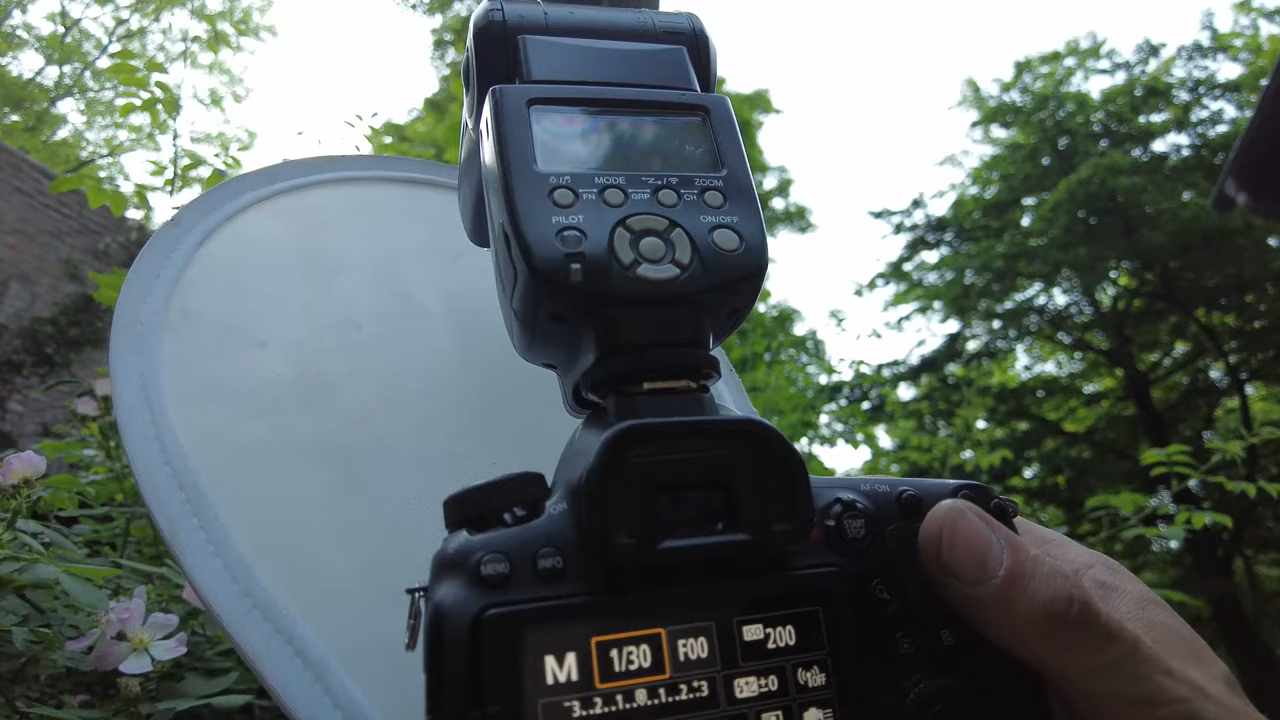 MODE
ZOOM
FN
GRP
CH
PILOT
ON/OFF
AF-ON
ON
START
STOP
MENU
INFO
M
1/30
F00
ISO
200
-3..2..1..0..1..2.+3
±0
OFF